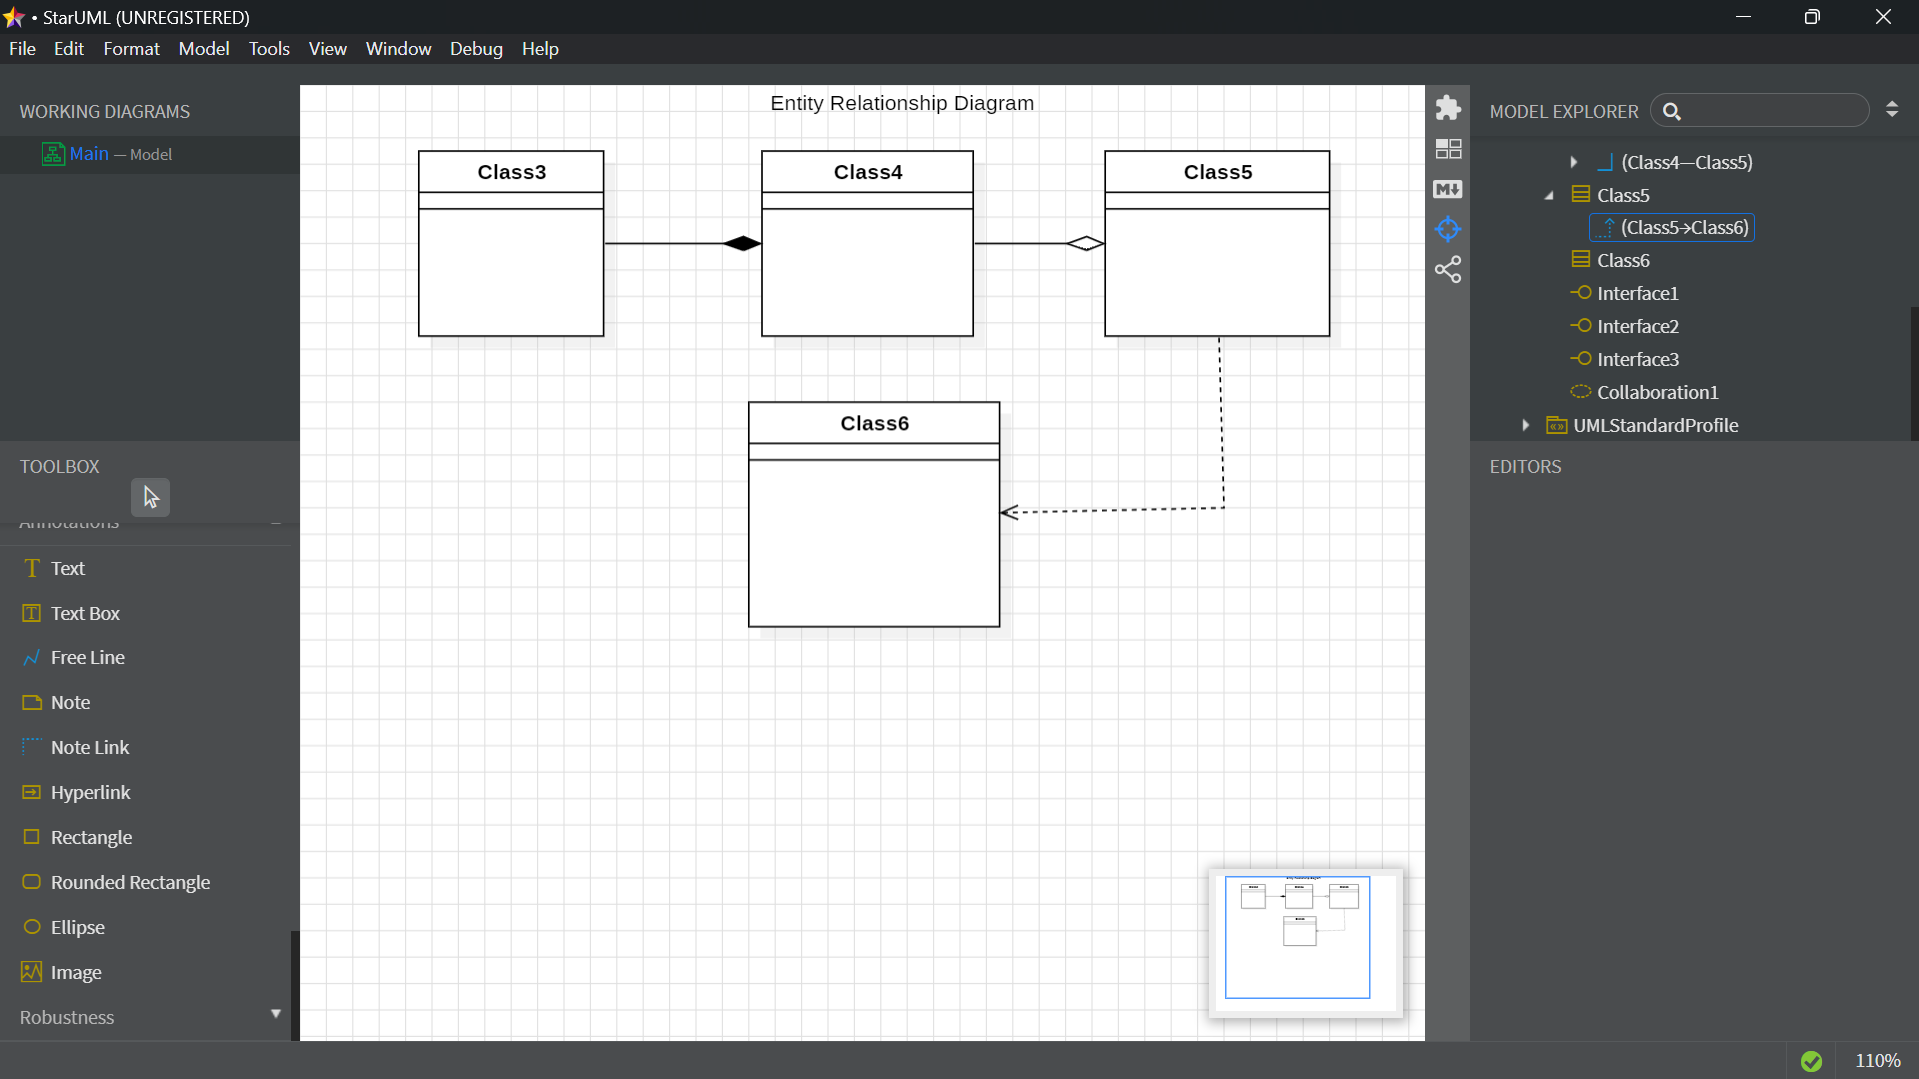 • StarUML (UNREGISTERED)
File Edit Format Model Tools View Window Debug Help
WORKING DIAGRAMS
Main — Model
TOOLBOX
Annotations
Text
Text Box
Free Line
Note
Note Link
Hyperlink
Rectangle
Rounded Rectangle
Ellipse
Image
Robustness
Entity Relationship Diagram
Class3
Class4
Class5
Class6
MODEL EXPLORER
(Class4—Class5)
Class5
(Class5→Class6)
Class6
Interface1
Interface2
Interface3
Collaboration1
UMLStandardProfile
EDITORS
110%